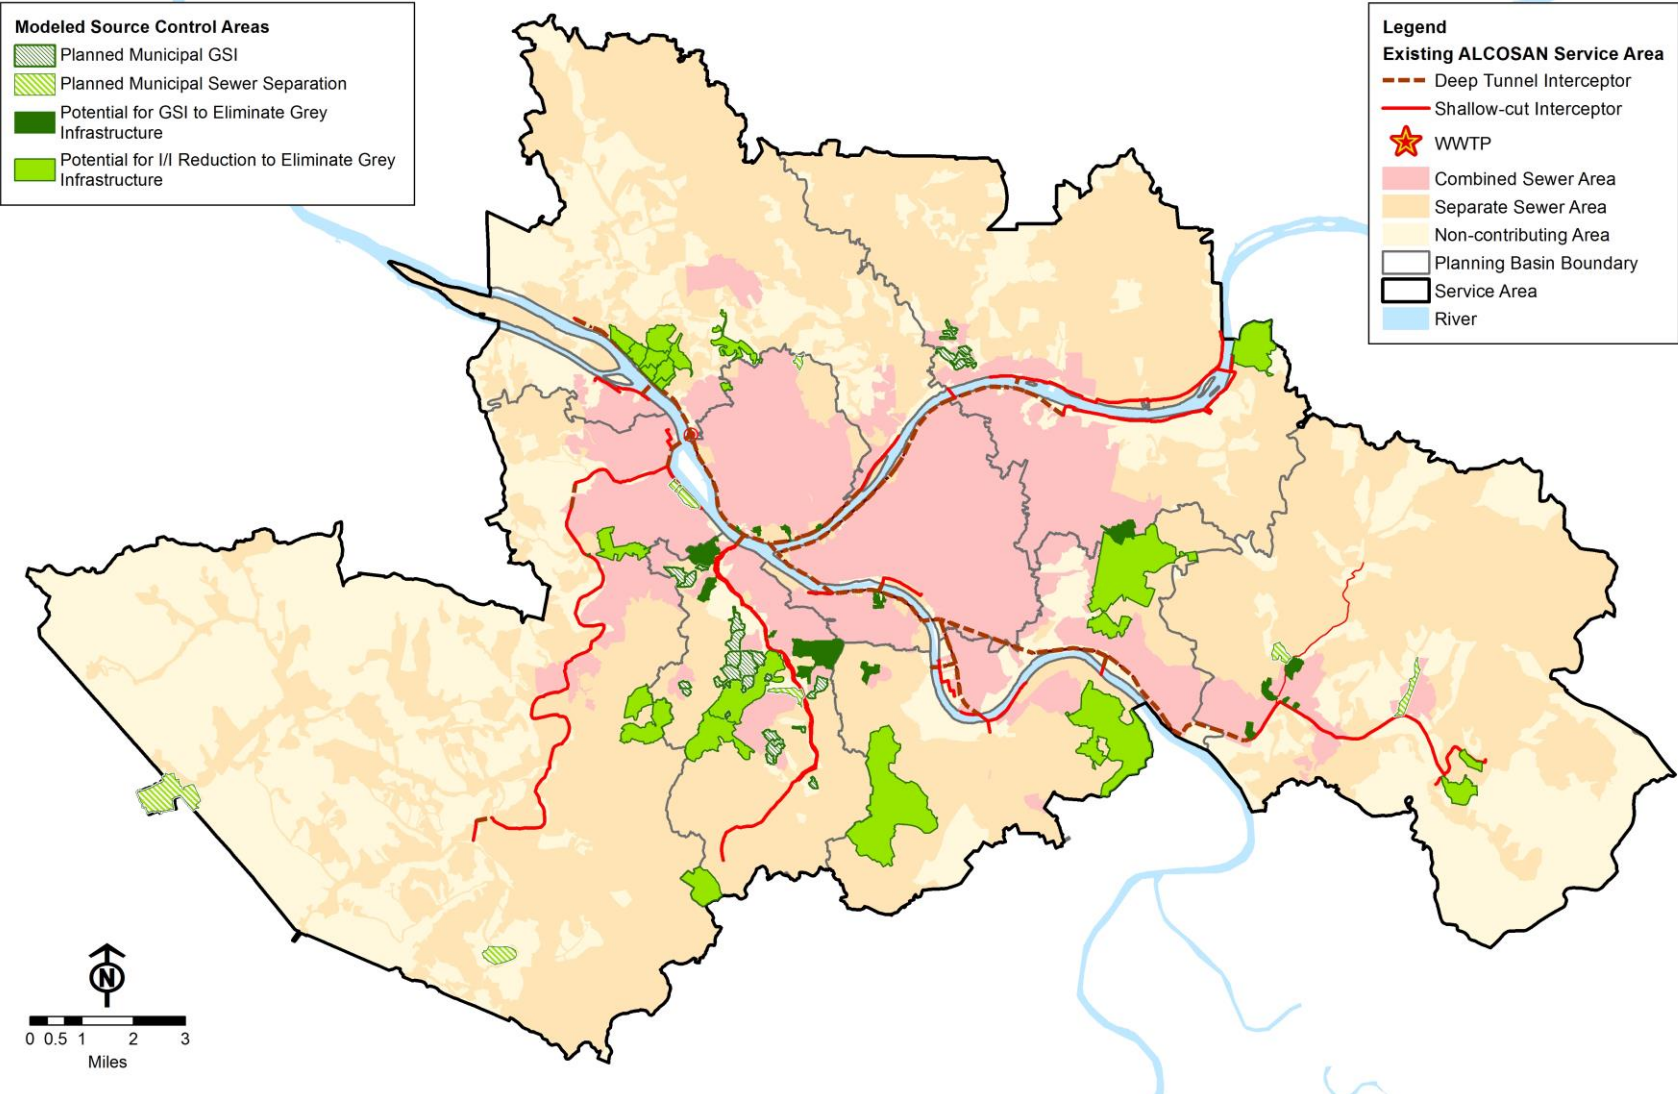 Modeled Source Control Areas
Planned Municipal GSI
Planned Municipal Sewer Separation
Potential for GSI to Eliminate Grey
Infrastructure
Potential for I/I Reduction to Eliminate Grey
Infrastructure
Legend
Existing ALCOSAN Service Area
Deep Tunnel Interceptor
Shallow-cut Interceptor
WWTP
Combined Sewer Area
Separate Sewer Area
Non-contributing Area
Planning Basin Boundary
Service Area
River
N
0 0.5 1 2 3
Miles